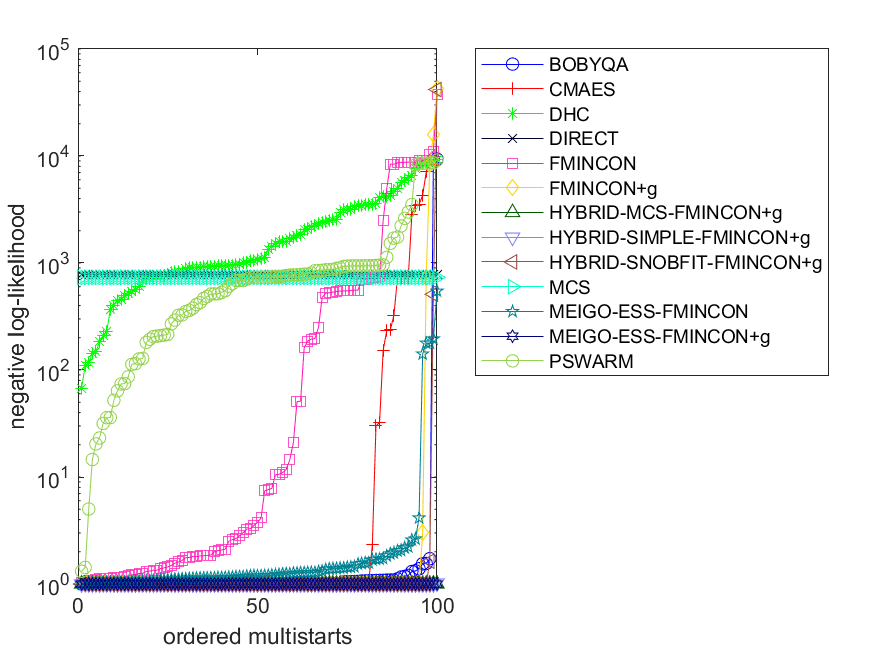 10^5
10^4
10^3
10^2
10^1
10^0
negative log-likelihood
0
50
100
ordered multistarts
BOBYQA
CMAES
DHC
DIRECT
FMINCON
FMINCON+g
HYBRID-MCS-FMINCON+g
HYBRID-SIMPLE-FMINCON+g
HYBRID-SNOBFIT-FMINCON+g
MCS
MEIGO-ESS-FMINCON
MEIGO-ESS-FMINCON+g
PSWARM